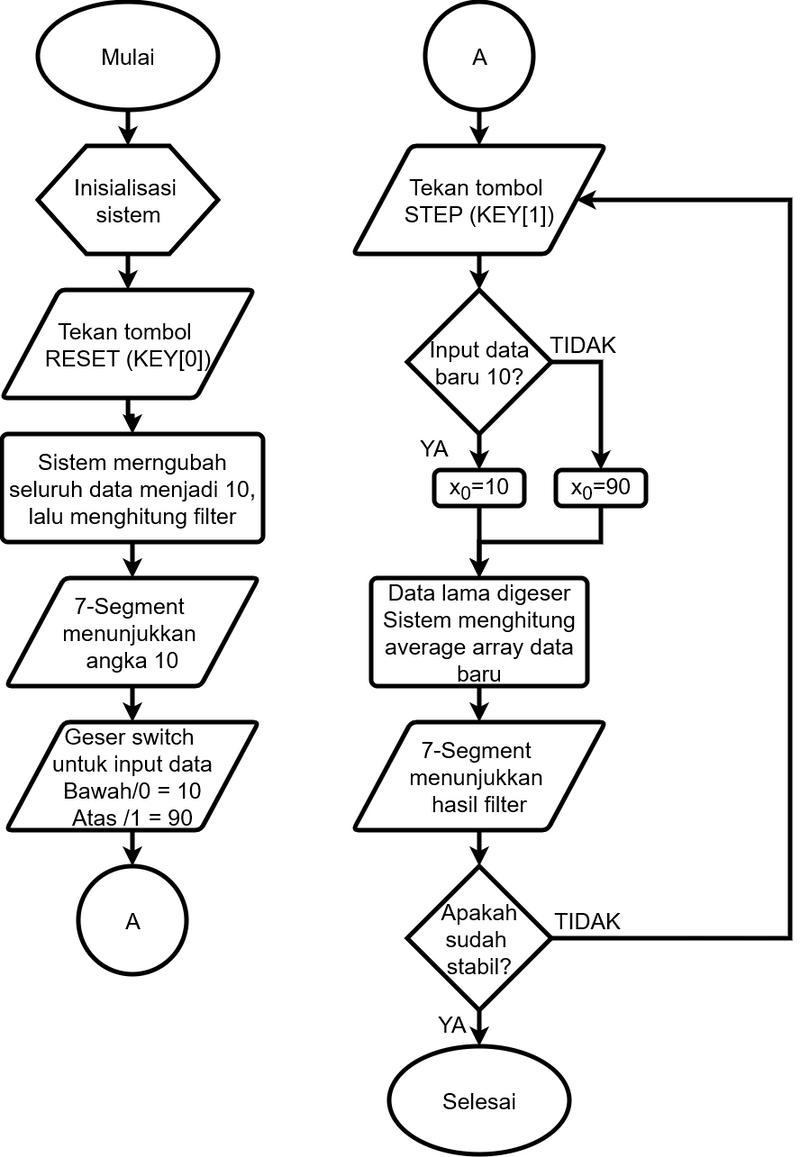 Mulai
Inisialisasi
sistem
Tekan tombol
RESET (KEY[0])
Sistem merngubah
seluruh data menjadi 10,
lalu menghitung filter
7-Segment
menunjukkan
angka 10
Geser switch
untuk input data
Bawah/0 = 10
Atas /1 = 90
A
A
Tekan tombol
STEP (KEY[1])
Input data
baru 10?
TIDAK
YA
x₀=10
x₀=90
Data lama digeser
Sistem menghitung
average array data
baru
7-Segment
menunjukkan
hasil filter
Apakah
sudah
stabil?
TIDAK
YA
Selesai